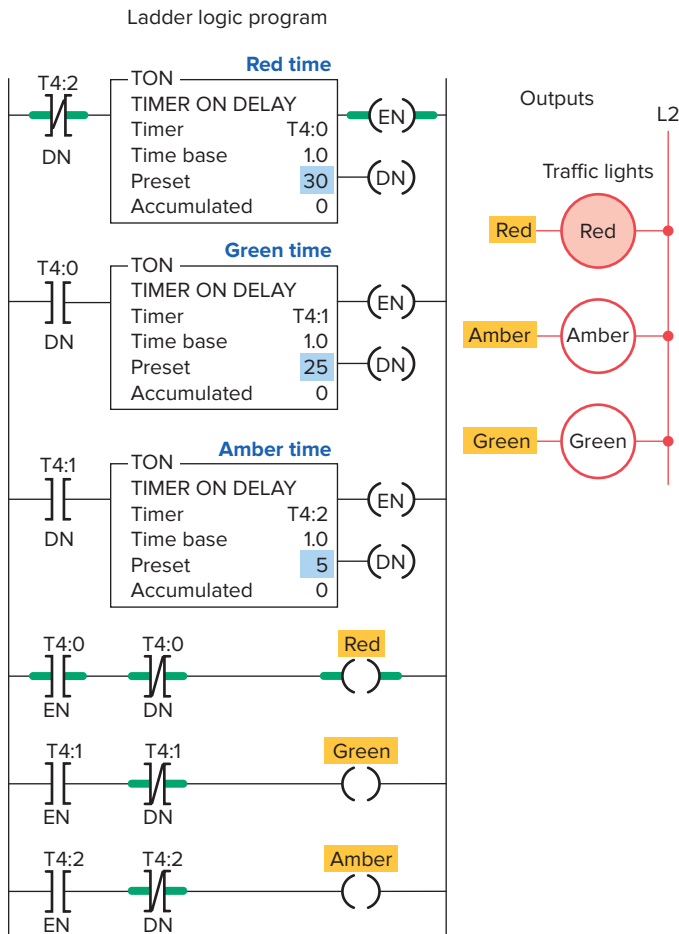 Ladder logic program
Red time
T4:2
DN
TON
TIMER ON DELAY
Timer T4:0
Time base 1.0
Preset 30
Accumulated 0
EN
DN
Green time
T4:0
DN
TON
TIMER ON DELAY
Timer T4:1
Time base 1.0
Preset 25
Accumulated 0
EN
DN
Amber time
T4:1
DN
TON
TIMER ON DELAY
Timer T4:2
Time base 1.0
Preset 5
Accumulated 0
EN
DN
T4:0 T4:0 Red
EN DN
T4:1 T4:1 Green
EN DN
T4:2 T4:2 Amber
EN DN
Outputs
L2
Traffic lights
Red Red
Amber Amber
Green Green